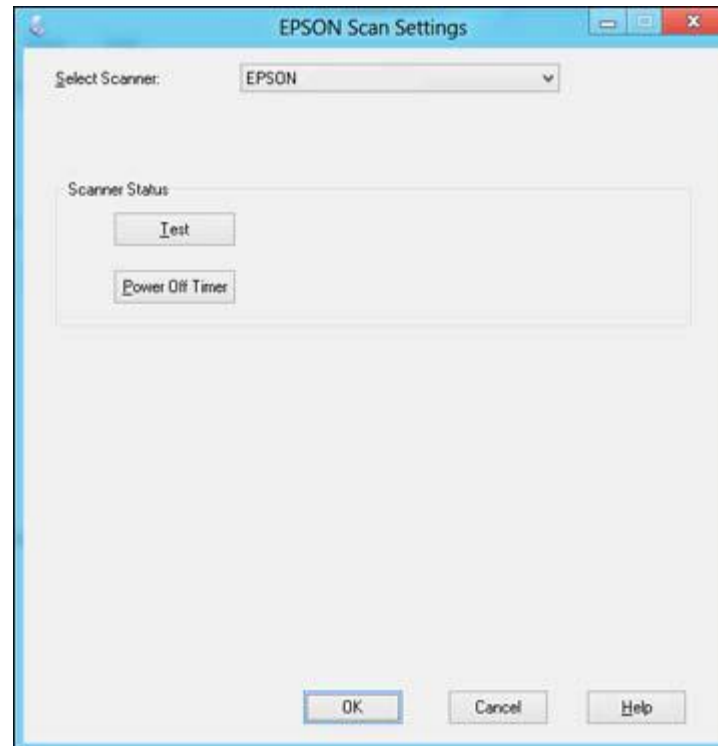 EPSON Scan Settings
Select Scanner: EPSON
Scanner Status
Test
Power Off Timer
OK Cancel Help